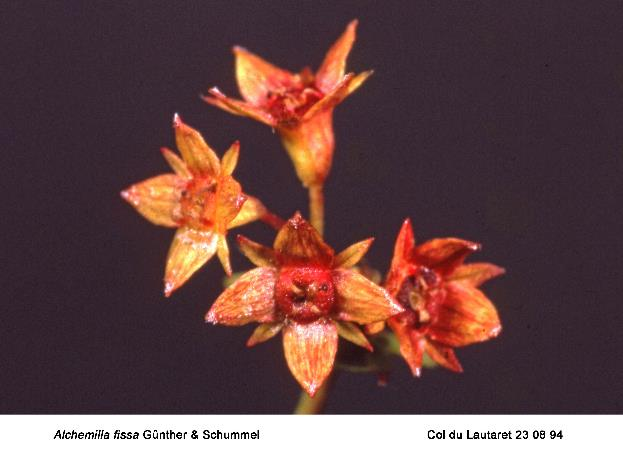 Alchemilla fissa Günther & Schummel
Col du Lautaret 23 08 94